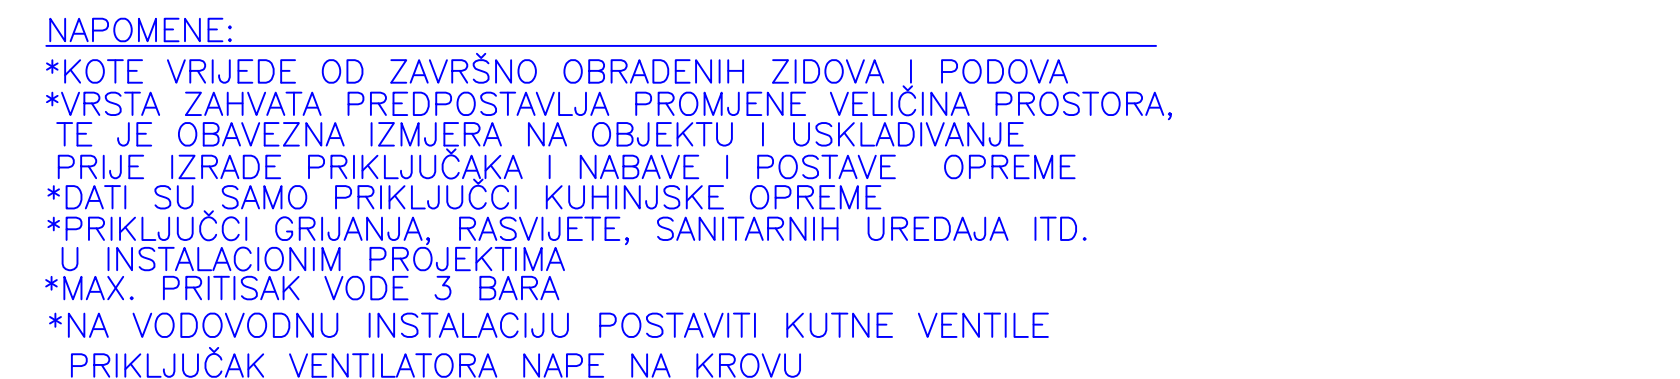 NAPOMENE:
*KOTE VRIJEDE OD ZAVRŠNO OBRADENIH ZIDOVA I PODOVA
*VRSTA ZAHVATA PREDPOSTAVLJA PROMJENE VELIČINA PROSTORA,
TE JE OBAVEZNA IZMJERA NA OBJEKTU I USKLADIVANJE
PRIJE IZRADE PRIKLJUČAKA I NABAVE I POSTAVE OPREME
*DATI SU SAMO PRIKLJUČCI KUHINJSKE OPREME
*PRIKLJUČCI GRIJANJA, RASVIJETE, SANITARNIH UREDAJA ITD.
U INSTALACIONIM PROJEKTIMA
*MAX. PRITISAK VODE 3 BARA
*NA VODOVODNU INSTALACIJU POSTAVITI KUTNE VENTILE
PRIKLJUČAK VENTILATORA NAPE NA KROVU